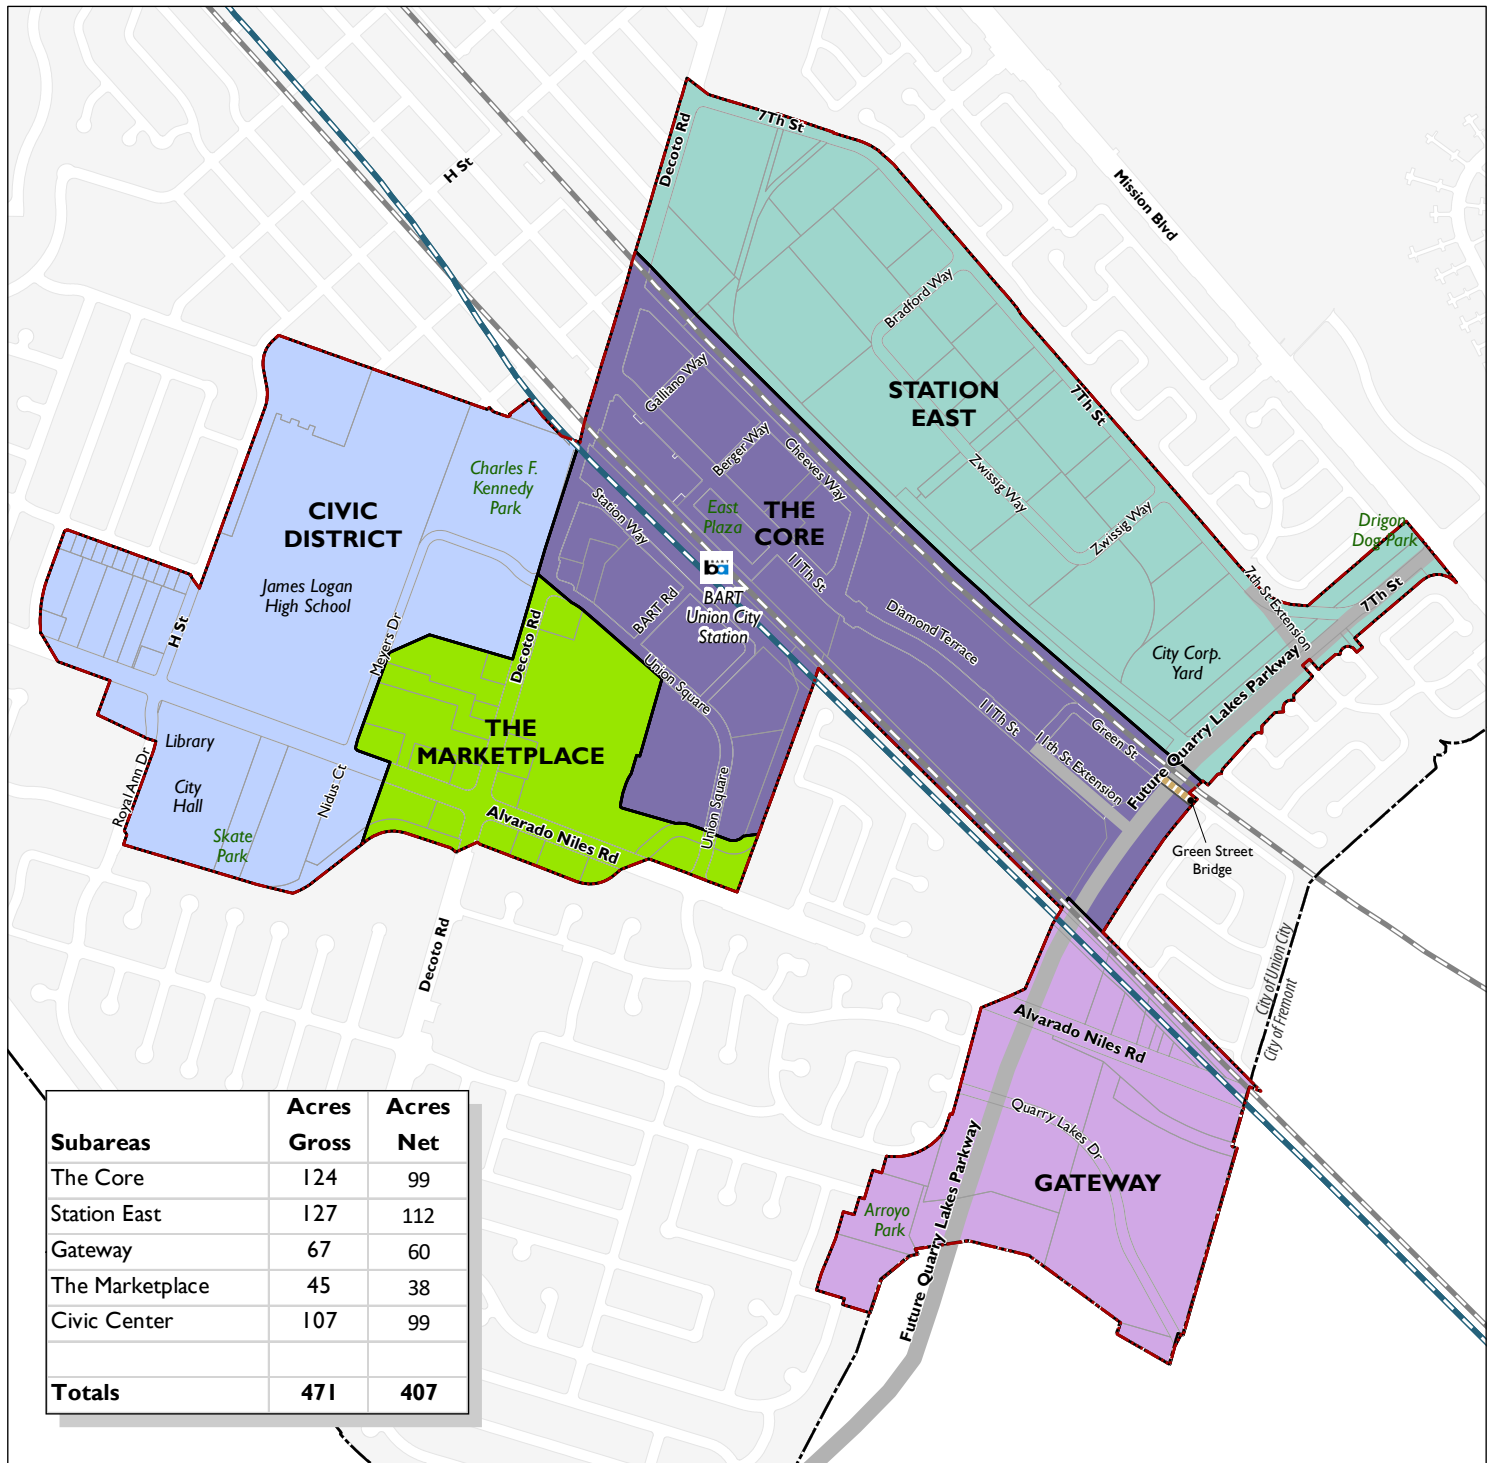 7Th St
Decoto Rd
H St
Mission Blvd
Bradford Way
STATION
EAST
7Th St
Galliano Way
Berger Way
Cheeves Way
Zwissig Way
Zwissig Way
Charles F.
Kennedy
Park
Station Way
East
Plaza
THE
CORE
CIVIC
DISTRICT
James Logan
High School
Drigon
Dog Park
7Th St
7th St Extension
11Th St
ba
BART
Union City
Station
BART Rd
Diamond Terrace
H St
Meyers Dr
Decoto Rd
Union Square
City Corp.
Yard
Future Quarry Lakes Parkway
11Th St
Green St
11th St Extension
THE
MARKETPLACE
Library
City
Hall
Royal Ann Dr
Nidus Ct
Skate
Park
Union Square
Alvarado Niles Rd
Green Street
Bridge
Decoto Rd
City of Union City
City of Fremont
Alvarado Niles Rd
Quarry Lakes Dr
GATEWAY
Arroyo
Park
Future Quarry Lakes Parkway
Subareas Acres Gross Acres Net
The Core 124 99
Station East 127 112
Gateway 67 60
The Marketplace 45 38
Civic Center 107 99
Totals 471 407